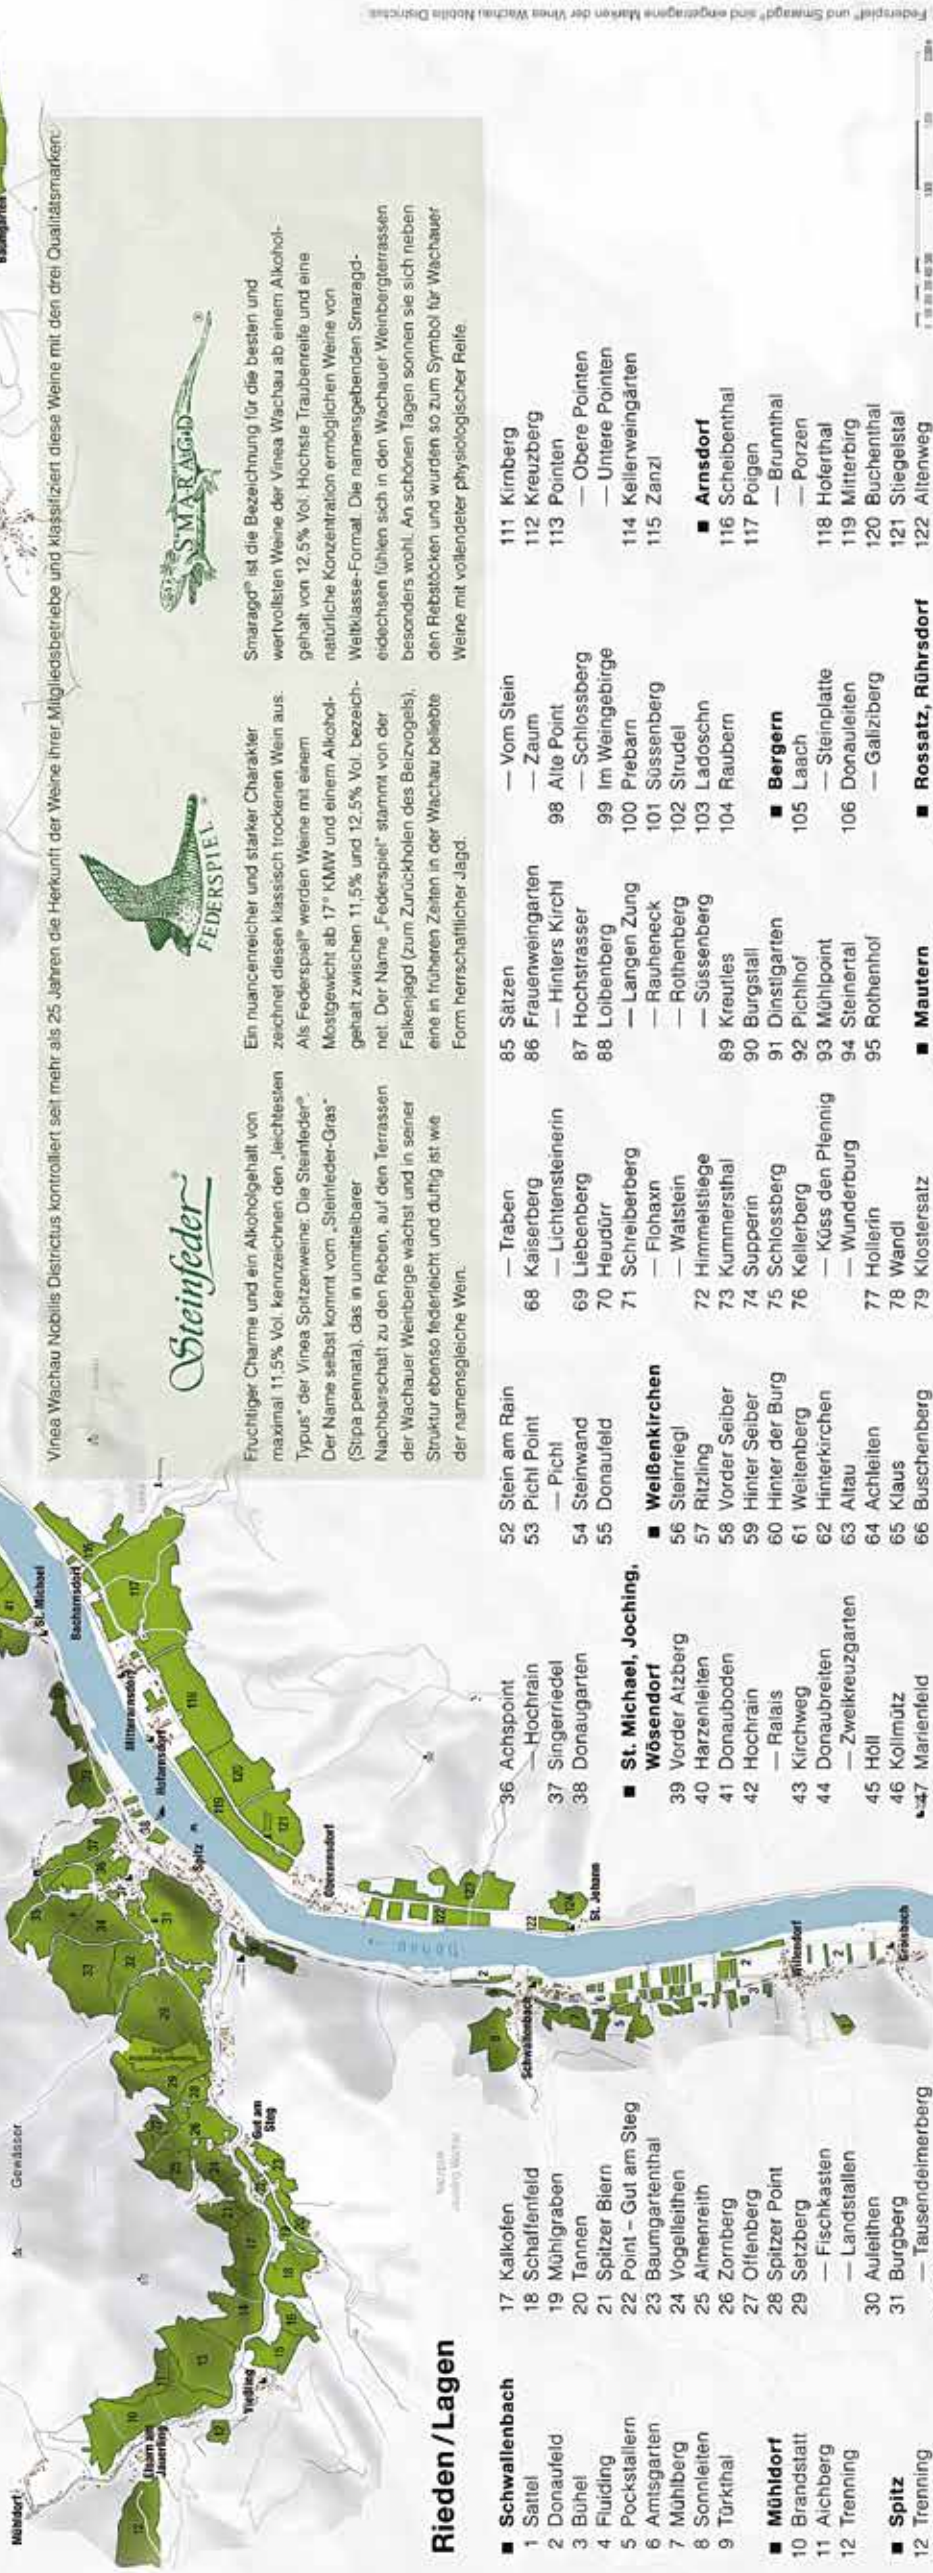 Mühldorf
Gewässer
Elsarn am
Jauerling
Vießling
Gut am
Steg
Spitz
Hofarnsdorf
Mitterarnsdorf
Bacharnsdorf
St. Michael
Oberarnsdorf
St. Johann
Schwallenbach
Willendorf
Groisbach
Donau
Baumgarten
Vinea Wachau Nobilis Districtus kontrolliert seit mehr als 25 Jahren die Herkunft der Weine ihrer Mitgliedsbetriebe und klassifiziert diese Weine mit den drei Qualitätsmarken:
Steinfeder®
Fruchtiger Charme und ein Alkoholgehalt von
maximal 11,5% Vol. kennzeichnen den „leichtesten
Typus“ der Vinea Spitzenweine: Die Steinfeder®.
Der Name selbst kommt vom „Steinfeder-Gras“
(Stipa pennata), das in unmittelbarer
Nachbarschaft zu den Reben, auf den Terrassen
der Wachauer Weinberge wächst und in seiner
Struktur ebenso federleicht und duftig ist wie
der namensgleiche Wein.
FEDERSPIEL®
Ein nuancenreicher und starker Charakter
zeichnet diesen klassisch trockenen Wein aus.
Als Federspiel® werden Weine mit einem
Mostgewicht ab 17° KMW und einem Alkohol-
gehalt zwischen 11,5% und 12,5% Vol. bezeich-
net. Der Name „Federspiel“ stammt von der
Falkenjagd (zum Zurückholen des Beizvogels),
eine in früheren Zeiten in der Wachau beliebte
Form herrschaftlicher Jagd.
SMARAGD®
Smaragd® ist die Bezeichnung für die besten und
wertvollsten Weine der Vinea Wachau ab einem Alkohol-
gehalt von 12,5% Vol. Höchste Traubenreife und eine
natürliche Konzentration ermöglichen Weine von
Weltklasse-Format. Die namensgebenden Smaragd-
eidechsen fühlen sich in den Wachauer Weinbergterrassen
besonders wohl. An schönen Tagen sonnen sie sich neben
den Rebstöcken und wurden so zum Symbol für Wachauer
Weine mit vollendeter physiologischer Reife.
Rieden/Lagen
■ Schwallenbach
1 Sattel
2 Donaufeld
3 Bühel
4 Fluiding
5 Pockstallern
6 Amtsgarten
7 Mühlberg
8 Sonnleiten
9 Türkthal
■ Mühldorf
10 Brandstatt
11 Aichberg
12 Trenning
■ Spitz
12 Trenning
17 Kalkofen
18 Schaffenfeld
19 Mühlgraben
20 Tannen
21 Spitzer Biern
22 Point – Gut am Steg
23 Baumgartenthal
24 Vogelleithen
25 Almenreith
26 Zornberg
27 Offenberg
28 Spitzer Point
29 Setzberg
— Fischkasten
— Landstallen
30 Auleithen
31 Burgberg
— Tausendeimerberg
36 Achspoint
— Hochrain
37 Singerriedel
38 Donaugarten
■ St. Michael, Joching,
Wösendorf
39 Vorder Atzberg
40 Harzenleiten
41 Donauboden
42 Hochrain
— Ralais
43 Kirchweg
44 Donaubreiten
— Zweikreuzgarten
45 Höll
46 Kollmütz
47 Marienfeld
52 Stein am Rain
53 Pichl Point
— Pichl
54 Steinwand
55 Donaufeld
■ Weißenkirchen
56 Steinriegl
57 Ritzling
58 Vorder Seiber
59 Hinter Seiber
60 Hinter der Burg
61 Weitenberg
62 Hinterkirchen
63 Altau
64 Achleiten
65 Klaus
66 Buschenberg
— Traben
68 Kaiserberg
— Lichtensteinerin
69 Liebenberg
70 Heudürr
71 Schreiberberg
— Flohaxn
— Watstein
72 Himmelstiege
73 Kummersthal
74 Supperin
75 Schlossberg
76 Kellerberg
— Küss den Pfennig
— Wunderburg
77 Hollerin
78 Wandl
79 Klostersatz
85 Sätzen
86 Frauenweingarten
— Hinters Kirchl
87 Hochstrasser
88 Loibenberg
— Langen Zung
— Rauheneck
— Rothenberg
— Süssenberg
89 Kreutles
90 Burgstall
91 Dinstlgarten
92 Pichlhof
93 Mühlpoint
94 Steinertal
95 Rothenhof
■ Mautern
— Vom Stein
— Zaum
98 Alte Point
— Schlossberg
99 Im Weingebirge
100 Prebarn
101 Süssenberg
102 Strudel
103 Ladoschn
104 Raubern
■ Bergern
105 Laach
— Steinplatte
106 Donauleiten
— Galiziberg
■ Rossatz, Rührsdorf
111 Kirnberg
112 Kreuzberg
113 Pointen
— Obere Pointen
— Untere Pointen
114 Kellerweingärten
115 Zanzl
■ Arnsdorf
116 Scheibenthal
117 Poigen
— Brunnthal
— Porzen
118 Hoferthal
119 Mitterbirg
120 Buchenthal
121 Stiegelstal
122 Altenweg
Federspiel® und Smaragd® sind eingetragene Marken der Vinea Wachau Nobilis Districtus